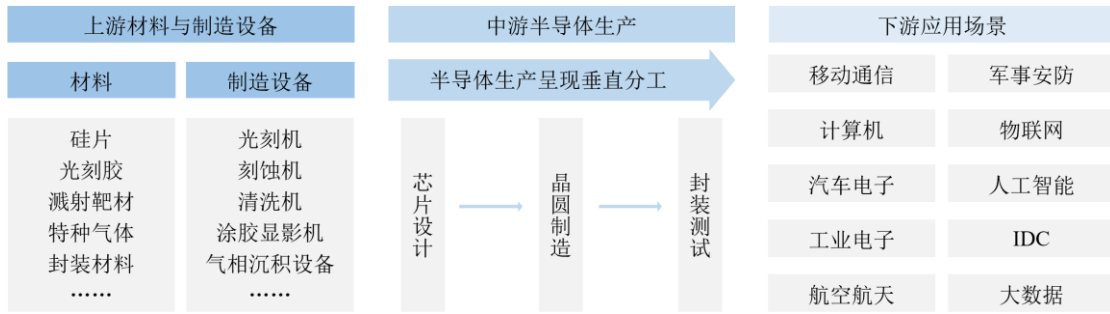 上游材料与制造设备
材料
制造设备
硅片
光刻胶
溅射靶材
特种气体
封装材料
……
光刻机
刻蚀机
清洗机
涂胶显影机
气相沉积设备
……
中游半导体生产
半导体生产呈现垂直分工
芯片设计
晶圆制造
封装测试
下游应用场景
移动通信
军事安防
计算机
物联网
汽车电子
人工智能
工业电子
IDC
航空航天
大数据